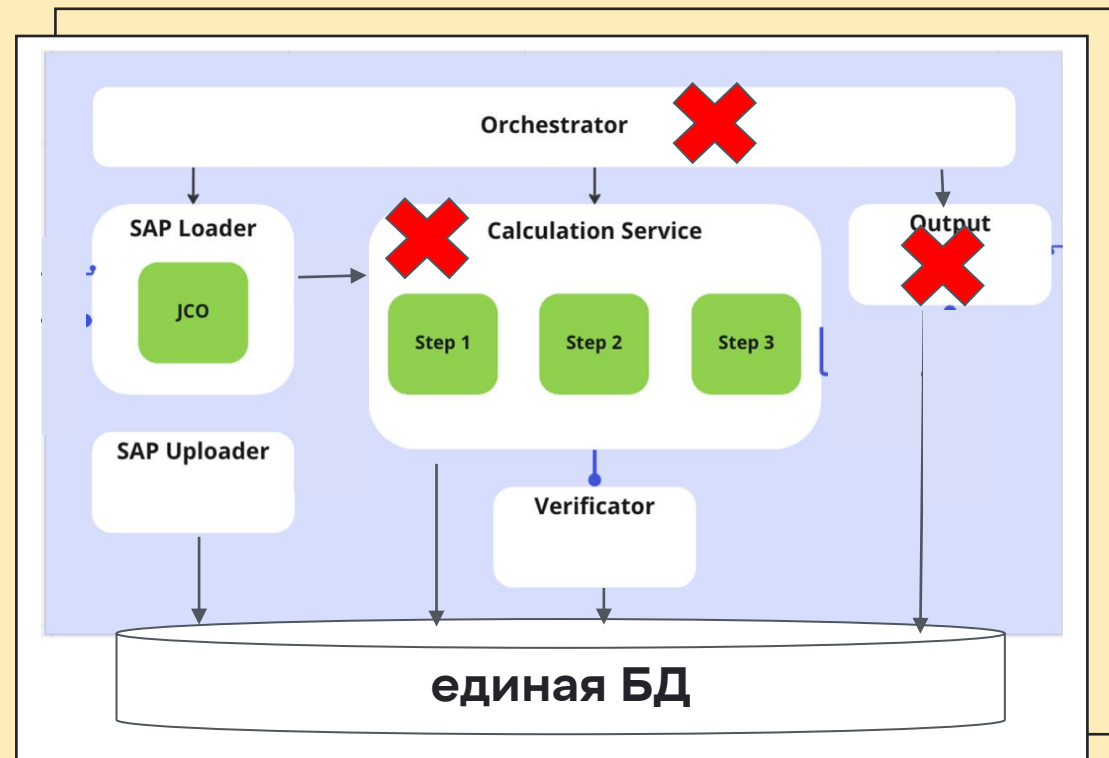 Orchestrator
SAP Loader
JCO
Calculation Service
Step 1
Step 2
Step 3
Output
SAP Uploader
Verificator
единая БД